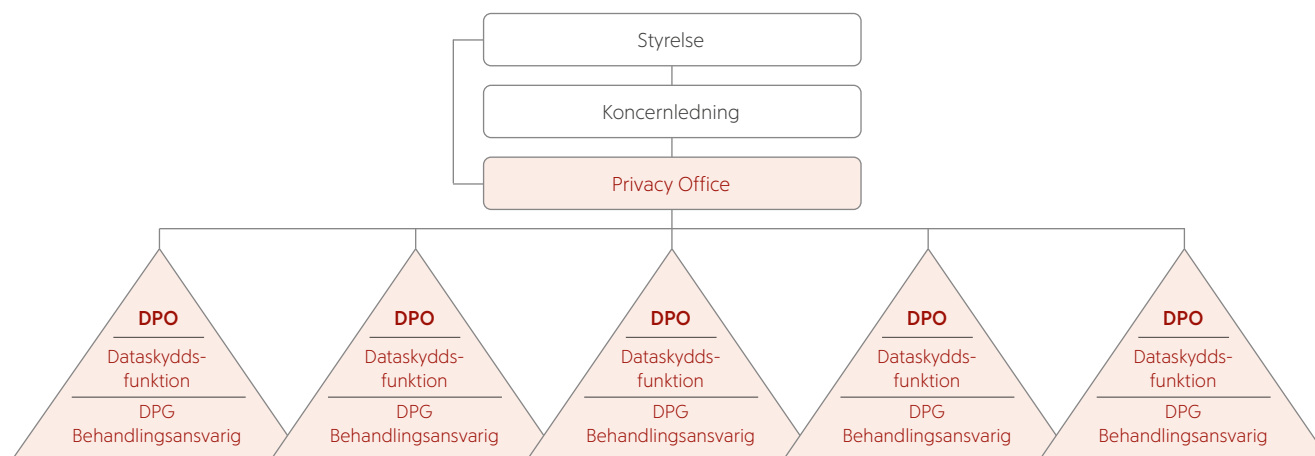 Styrelse
Koncernledning
Privacy Office
DPO
Dataskydds-
funktion
DPG
Behandlingsansvarig
DPO
Dataskydds-
funktion
DPG
Behandlingsansvarig
DPO
Dataskydds-
funktion
DPG
Behandlingsansvarig
DPO
Dataskydds-
funktion
DPG
Behandlingsansvarig
DPO
Dataskydds-
funktion
DPG
Behandlingsansvarig